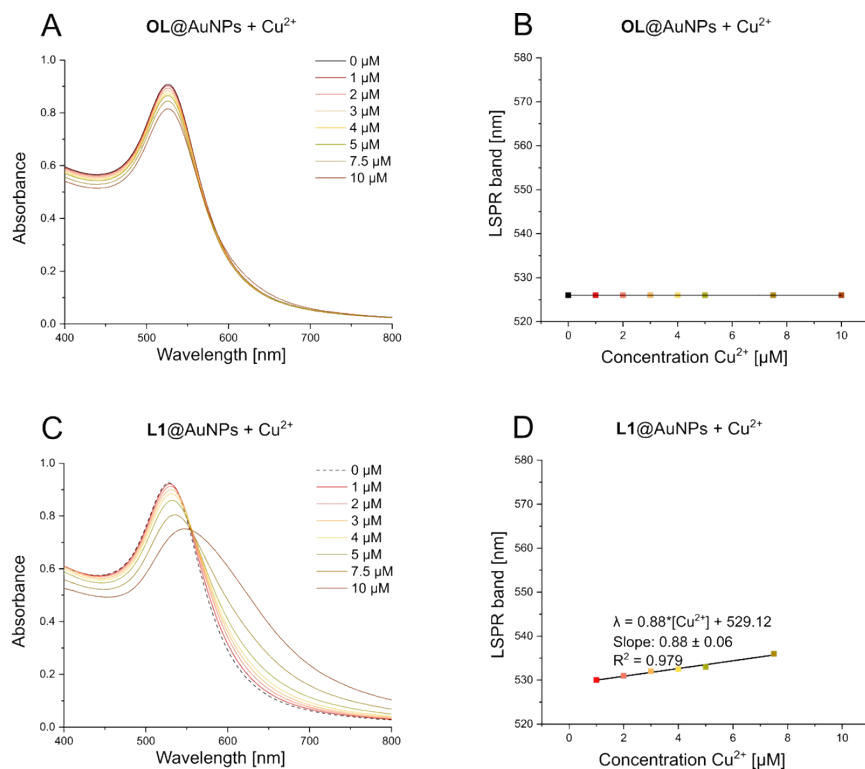 A
OL@AuNPs + Cu²⁺
1.0
0.8
0.6
0.4
0.2
0.0
Absorbance
400 500 600 700 800
Wavelength [nm]
0 µM
1 µM
2 µM
3 µM
4 µM
5 µM
7.5 µM
10 µM
B
OL@AuNPs + Cu²⁺
580
570
560
550
540
530
520
LSPR band [nm]
0 2 4 6 8 10
Concentration Cu²⁺ [µM]
C
L1@AuNPs + Cu²⁺
1.0
0.8
0.6
0.4
0.2
0.0
Absorbance
400 500 600 700 800
Wavelength [nm]
0 µM
1 µM
2 µM
3 µM
4 µM
5 µM
7.5 µM
10 µM
D
L1@AuNPs + Cu²⁺
580
570
560
550
540
530
520
LSPR band [nm]
λ = 0.88*[Cu²⁺] + 529.12
Slope: 0.88 ± 0.06
R² = 0.979
0 2 4 6 8 10
Concentration Cu²⁺ [µM]